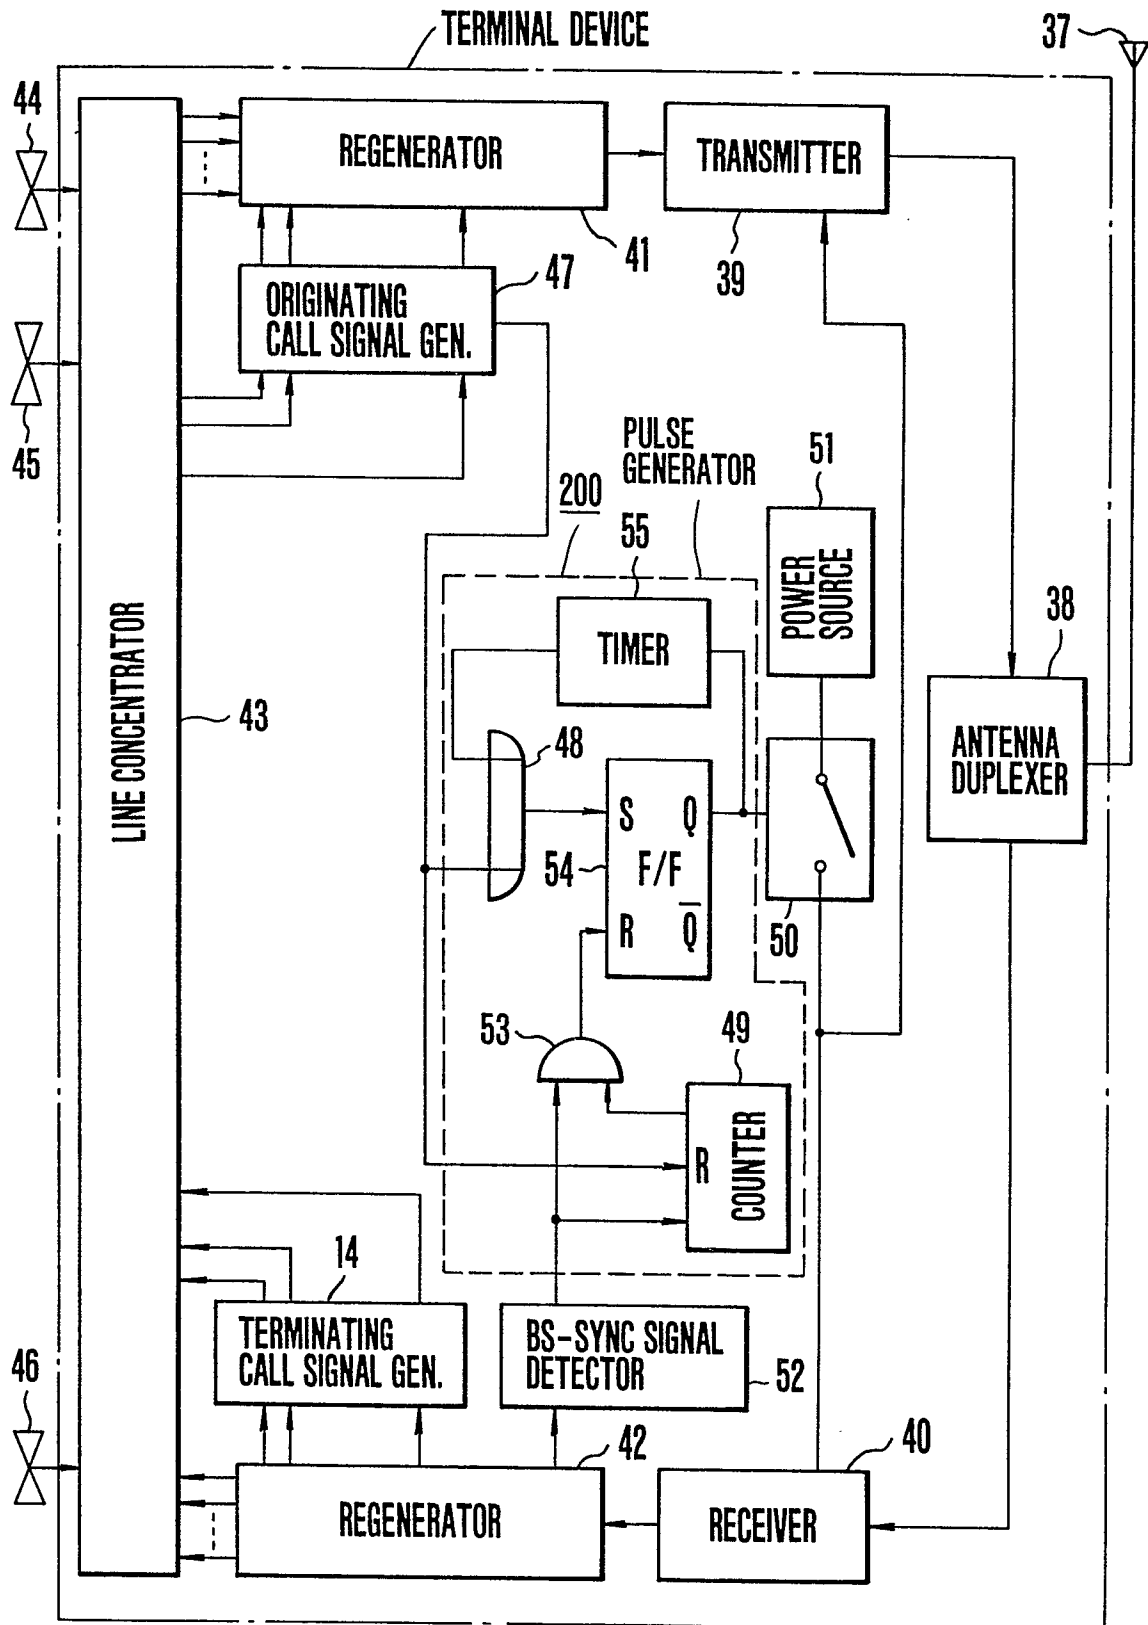 TERMINAL DEVICE
37
44
REGENERATOR
TRANSMITTER
41
39
47
ORIGINATING
CALL SIGNAL GEN.
45
PULSE
GENERATOR
51
200
55
POWER
SOURCE
TIMER
38
LINE CONCENTRATOR
43
48
ANTENNA
DUPLEXER
S Q
54
F/F
R Q̅
50
53
49
R
COUNTER
14
TERMINATING
CALL SIGNAL GEN.
BS-SYNC SIGNAL
DETECTOR
52
46
42
40
REGENERATOR
RECEIVER